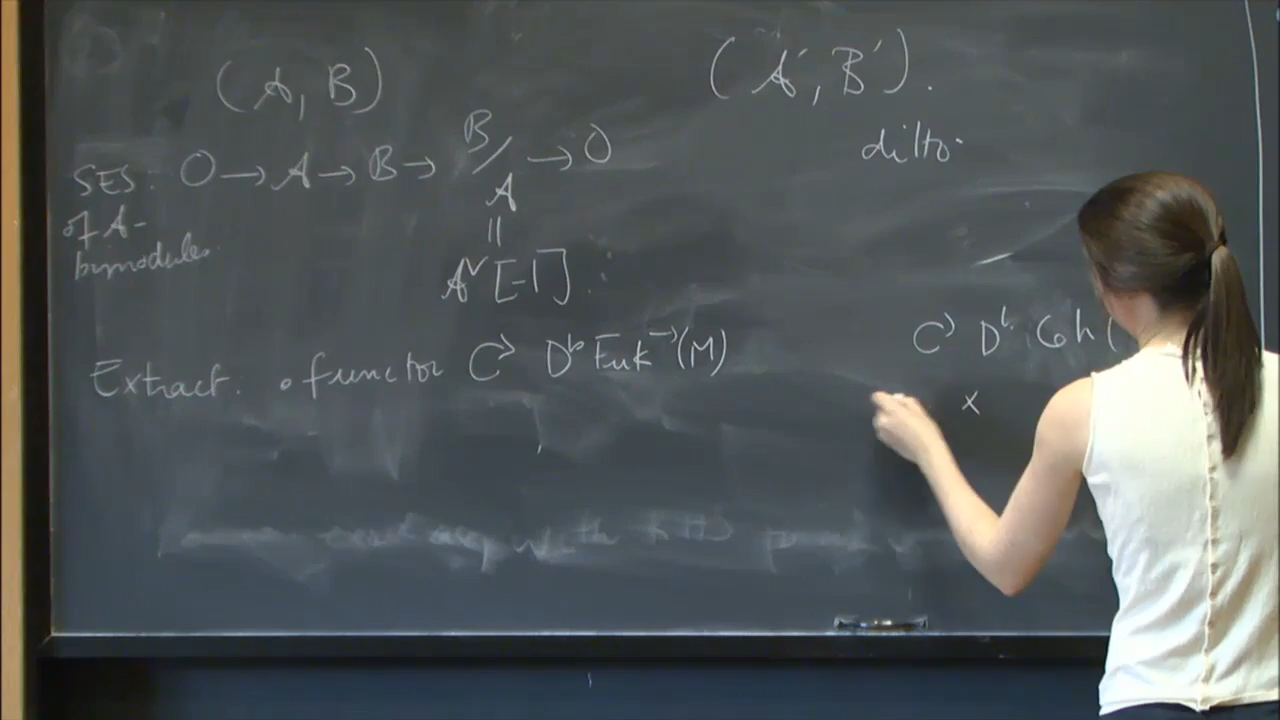 (A, B)
(A′, B′).
SES: 0 → A → B → B/A → 0
ditto.
of A-
bimodules.
||
A^∨[-1].
C⟩ D^b Coh(
Extract: • functor C⟩ D^b Fuk^→(M)
x